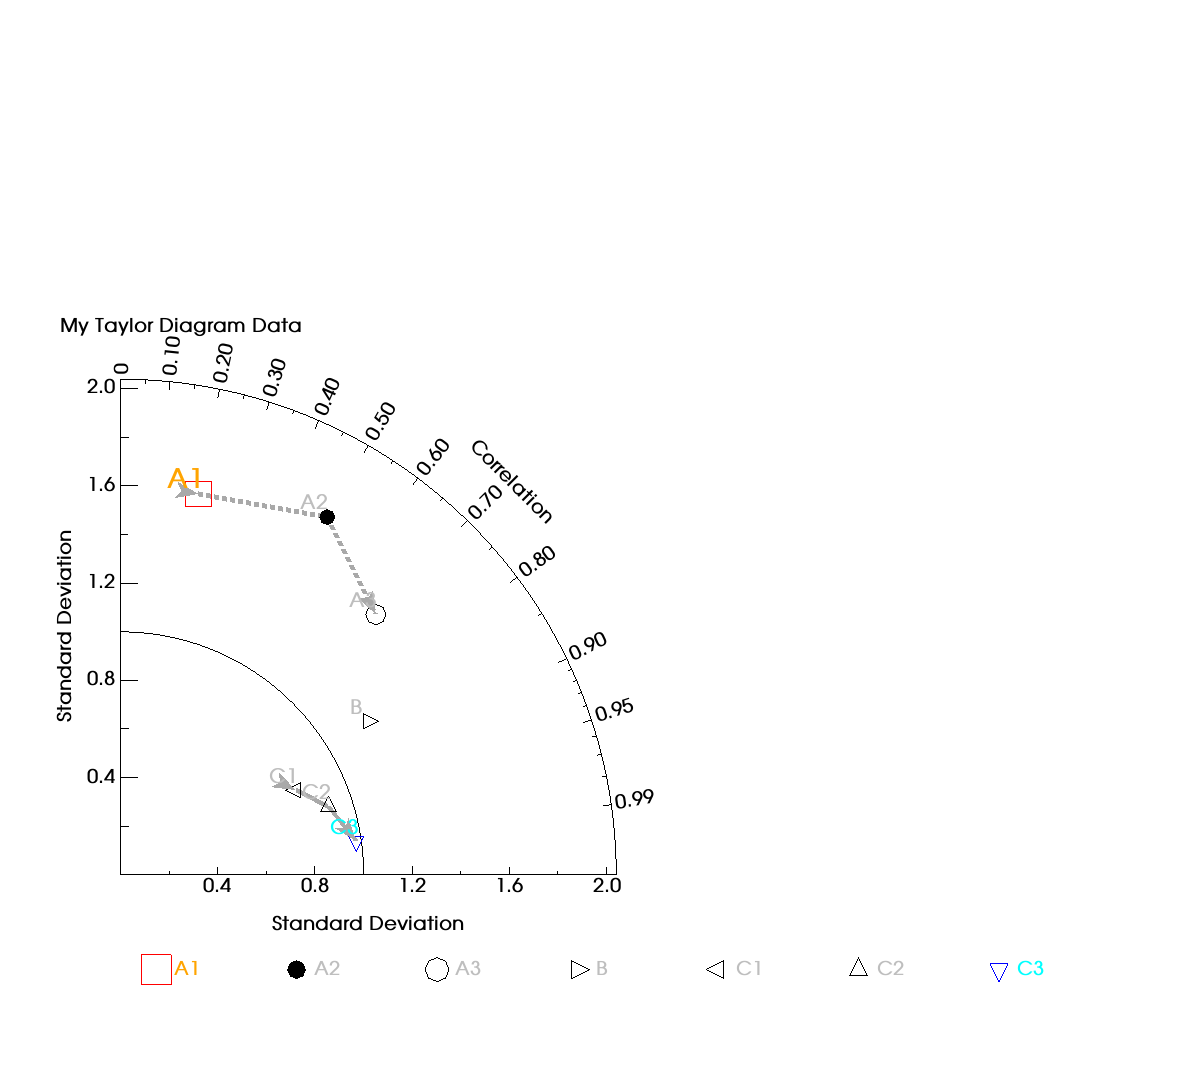 My Taylor Diagram Data
0
0.10
0.20
0.30
0.40
0.50
0.60
0.70
0.80
0.90
0.95
0.99
Correlation
2.0
1.6
1.2
0.8
0.4
Standard Deviation
A1
A2
A3
B
C1
C2
C3
0.4
0.8
1.2
1.6
2.0
Standard Deviation
A1 A2 A3 B C1 C2 C3